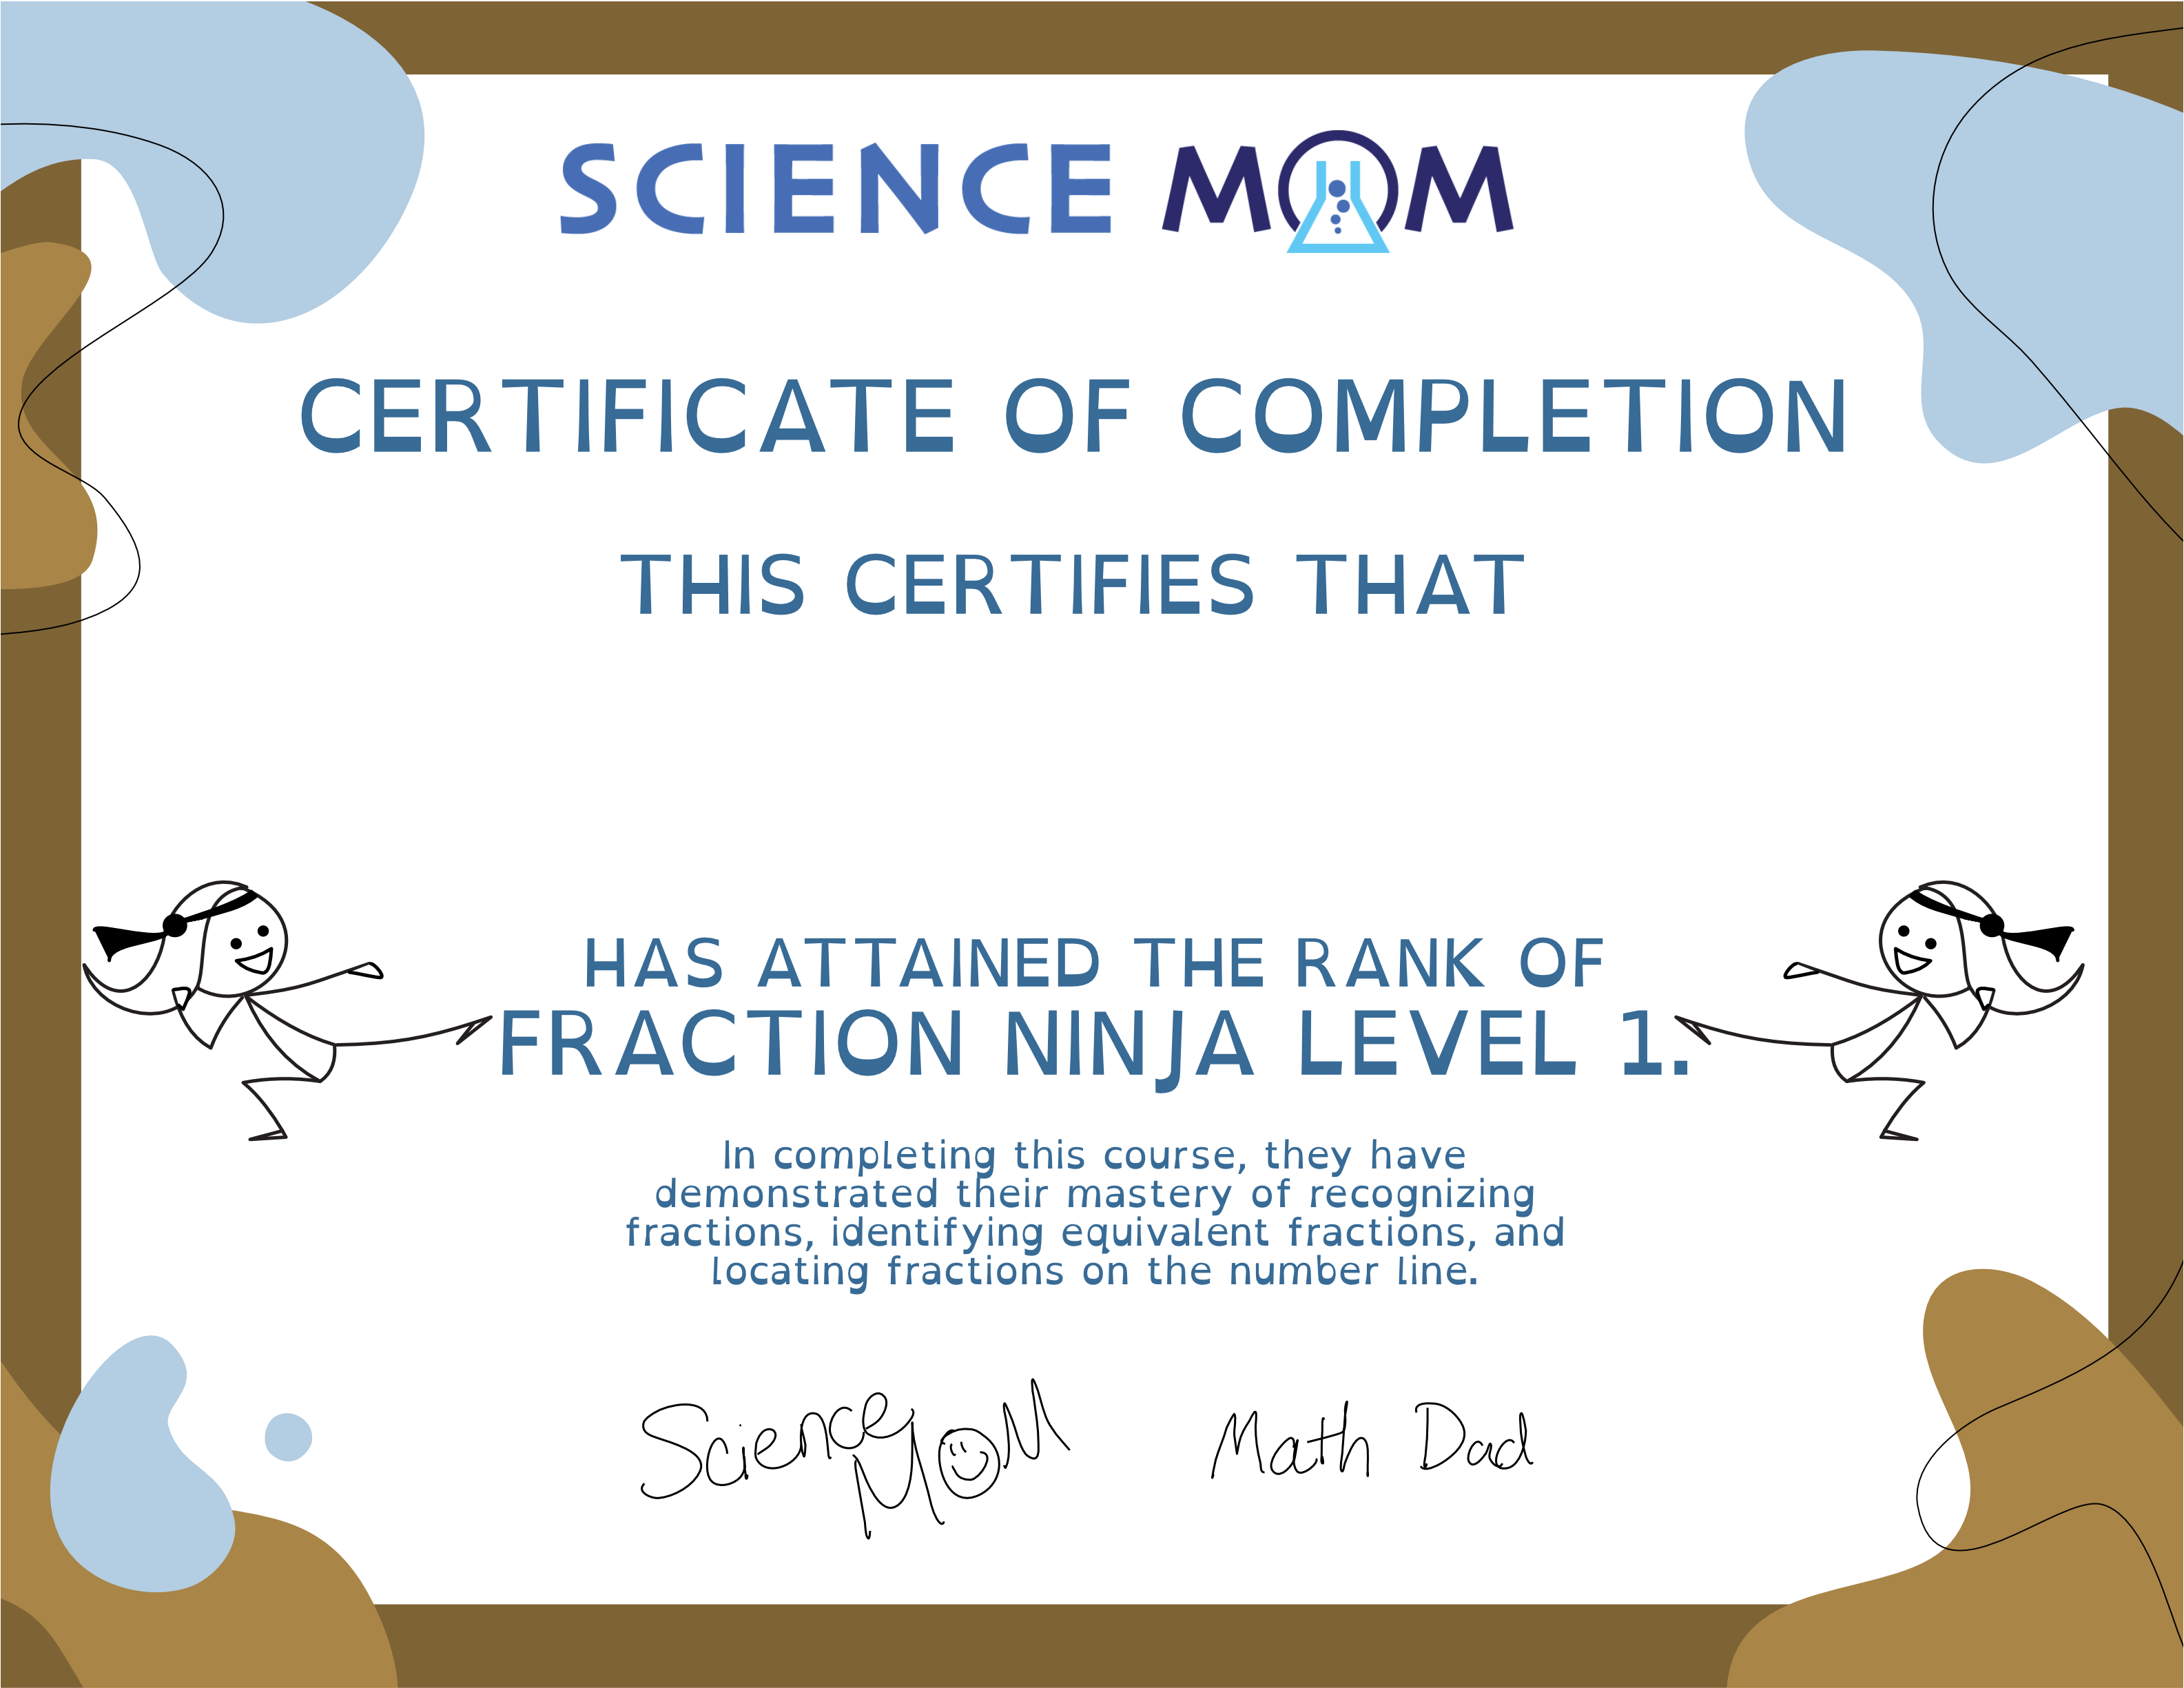 SCIENCE MOM
CERTIFICATE OF COMPLETION
THIS CERTIFIES THAT
HAS ATTAINED THE RANK OF
FRACTION NINJA LEVEL 1.
In completing this course, they have
demonstrated their mastery of recognizing
fractions, identifying equivalent fractions, and
locating fractions on the number line.
Science Mom Math Dad